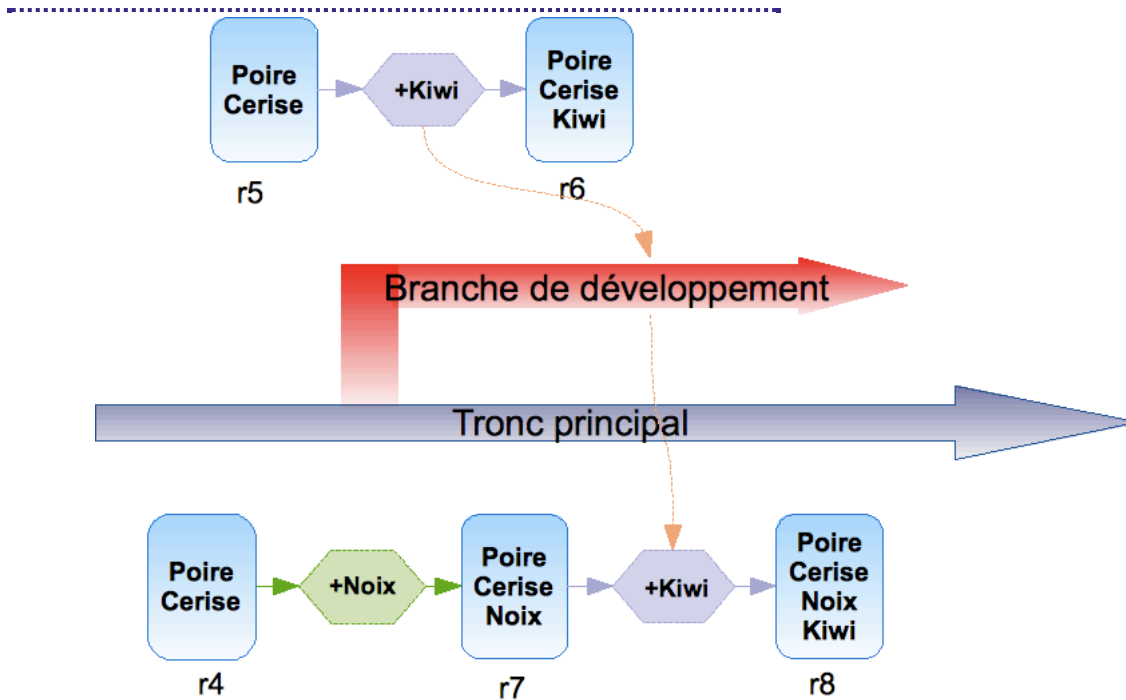 Poire
Cerise
+Kiwi
Poire
Cerise
Kiwi
r5
r6
Branche de développement
Tronc principal
Poire
Cerise
+Noix
Poire
Cerise
Noix
+Kiwi
Poire
Cerise
Noix
Kiwi
r4
r7
r8